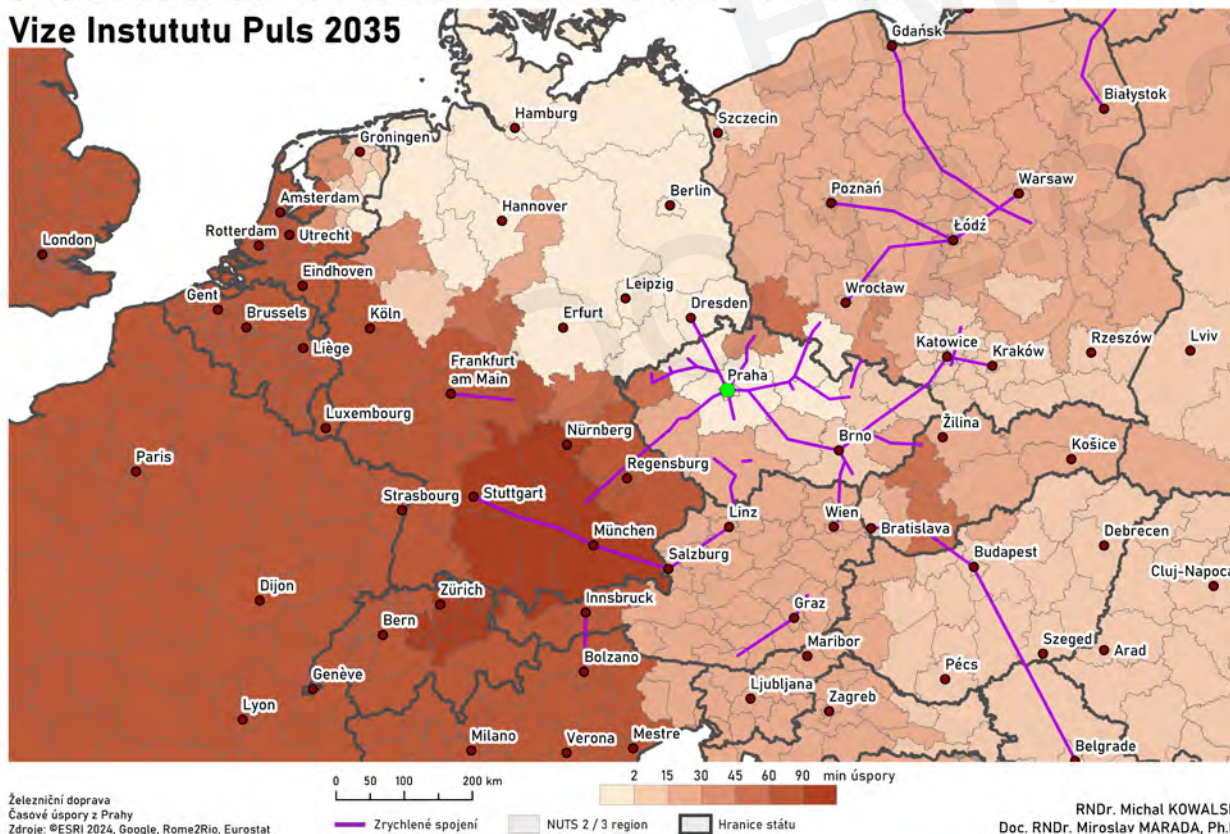 Vize Instututu Puls 2035
Gdańsk
Białystok
Hamburg
Szczecin
Groningen
Berlin
Poznań
Warsaw
Amsterdam
Hannover
Rotterdam
Utrecht
Łódź
London
Eindhoven
Leipzig
Dresden
Wrocław
Gent
Brussels
Köln
Erfurt
Katowice
Rzeszów
Lviv
Liège
Kraków
Frankfurt
am Main
Praha
Luxembourg
Nürnberg
Brno
Žilina
Košice
Paris
Regensburg
Strasbourg
Stuttgart
Linz
Wien
Bratislava
München
Debrecen
Budapest
Salzburg
Cluj-Napoca
Dijon
Zürich
Innsbruck
Graz
Bern
Maribor
Szeged
Arad
Bolzano
Pécs
Genève
Ljubljana
Zagreb
Lyon
Milano
Verona
Mestre
Belgrade
0 50 100 200 km
2 15 30 45 60 90 min úspory
Železniční doprava
Časové úspory z Prahy
Zdroje: ©ESRI 2024, Google, Rome2Rio, Eurostat
Zrychlené spojení
NUTS 2 / 3 region
Hranice státu
RNDr. Michal KOWALSK
Doc. RNDr. Miroslav MARADA, Ph.